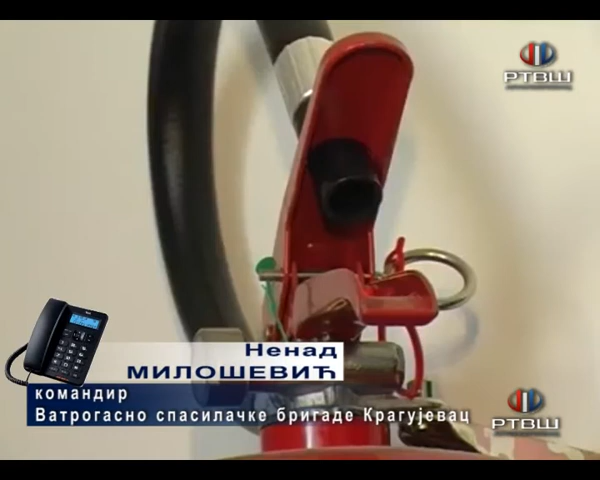 РТВШ
Ненад
МИЛОШЕВИЋ
командир
Ватрогасно спасилачке бригаде Крагујевац
РТВШ